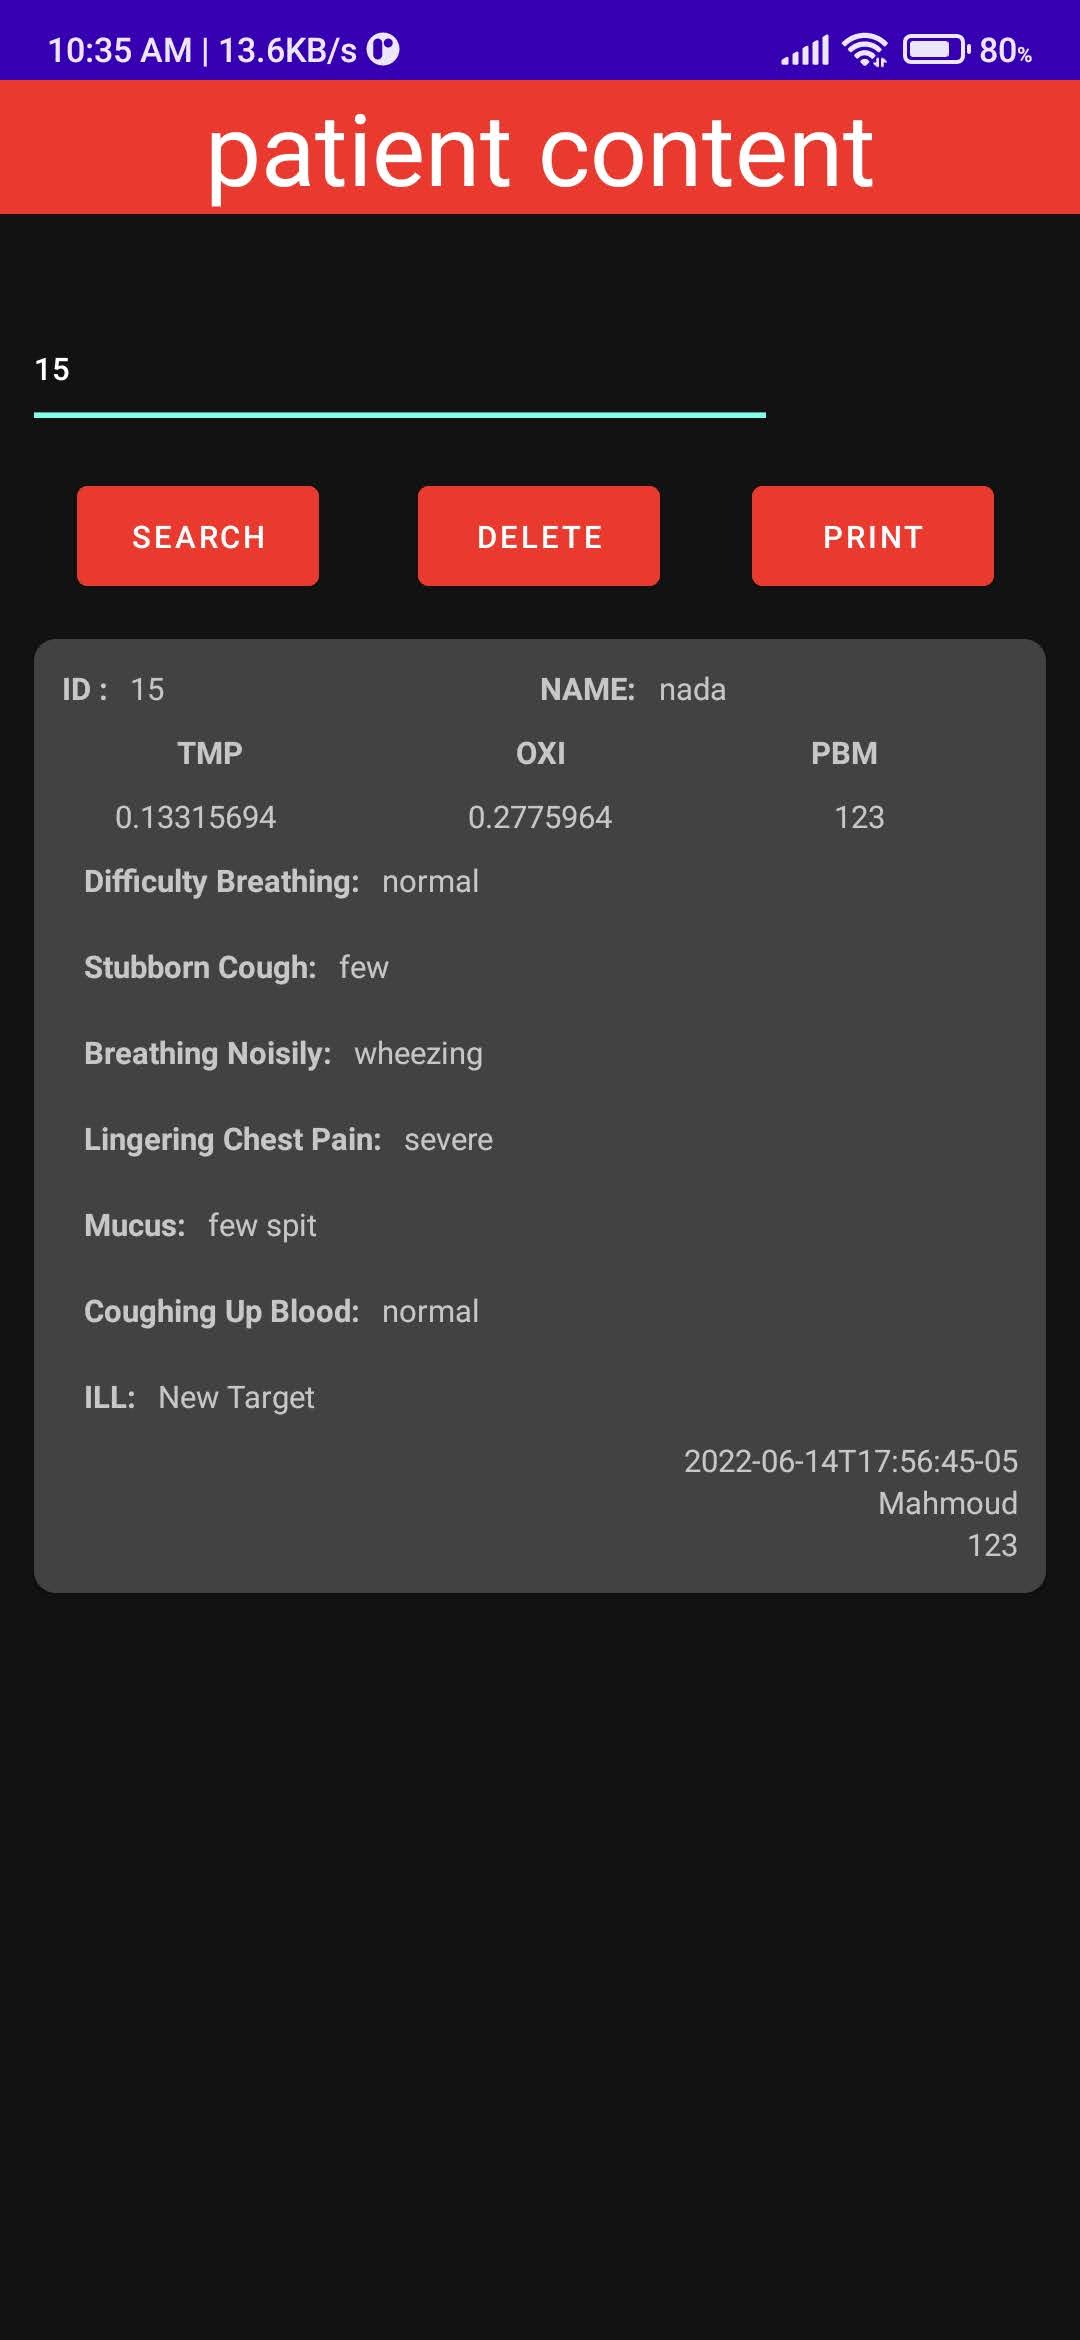 10:35 AM | 13.6KB/s 80%
patient content
15
SEARCH DELETE PRINT
ID : 15 NAME: nada
TMP OXI PBM
0.13315694 0.2775964 123
Difficulty Breathing: normal
Stubborn Cough: few
Breathing Noisily: wheezing
Lingering Chest Pain: severe
Mucus: few spit
Coughing Up Blood: normal
ILL: New Target
2022-06-14T17:56:45-05
Mahmoud
123